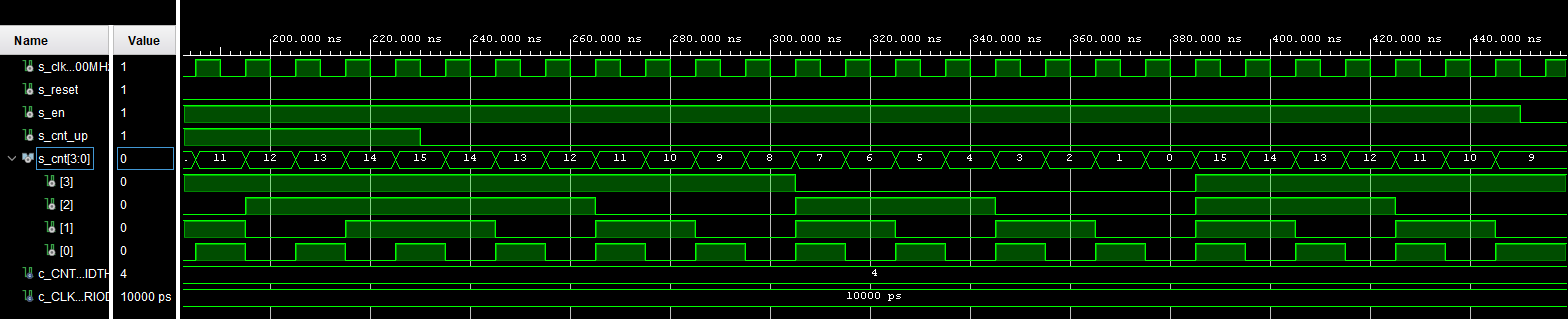 Name Value 200.000 ns 220.000 ns 240.000 ns 260.000 ns 280.000 ns 300.000 ns 320.000 ns 340.000 ns 360.000 ns 380.000 ns 400.000 ns 420.000 ns 440.000 ns
s_clk...00MHz 1
s_reset 1
s_en 1
s_cnt_up 1
s_cnt[3:0] 0 . 11 12 13 14 15 14 13 12 11 10 9 8 7 6 5 4 3 2 1 0 15 14 13 12 11 10 9
[3] 0
[2] 0
[1] 0
[0] 0
c_CNT...IDTH 4 4
c_CLK...RIOD 10000 ps 10000 ps